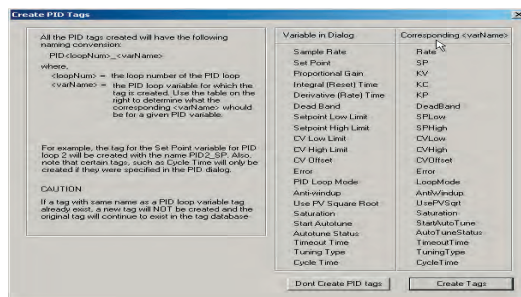 Create PID Tags
All the PID tags created will have the following
naming convention:
PID<loopNum>_<varName>
where,
<loopNum> = the loop number of the PID loop
<varName> = the PID loop variable for which the
tag is created. Use the table on the
right to determine what the
corresponding <varName> whould
be for a given PID variable.
For example, the tag for the Set Point variable for PID
loop 2 will be created with the name PID2_SP. Also,
note that certain tags, such as Cycle Time will only be
created if they were specified in the PID dialog.
CAUTION
If a tag with same name as a PID loop variable tag
already exist, a new tag will NOT be created and the
original tag will continue to exist in the tag database
Variable in Dialog Corresponding <varName>
Sample Rate Rate
Set Point SP
Proportional Gain KV
Integral (Reset) Time KC
Derivative (Rate) Time KP
Dead Band DeadBand
Setpoint Low Limit SPLow
Setpoint High Limit SPHigh
CV Low Limit CVLow
CV High Limit CVHigh
CV Offset CVOffset
Error Error
PID Loop Mode LoopMode
Anti-windup AntiWindup
Use PV Square Root UsePVSqrt
Saturation Saturation
Start Autotune StartAutoTune
Autotune Status AutoTuneStatus
Timeout Time TimeoutTime
Tuning Type TuningType
Cycle Time CycleTime
Dont Create PID tags Create Tags